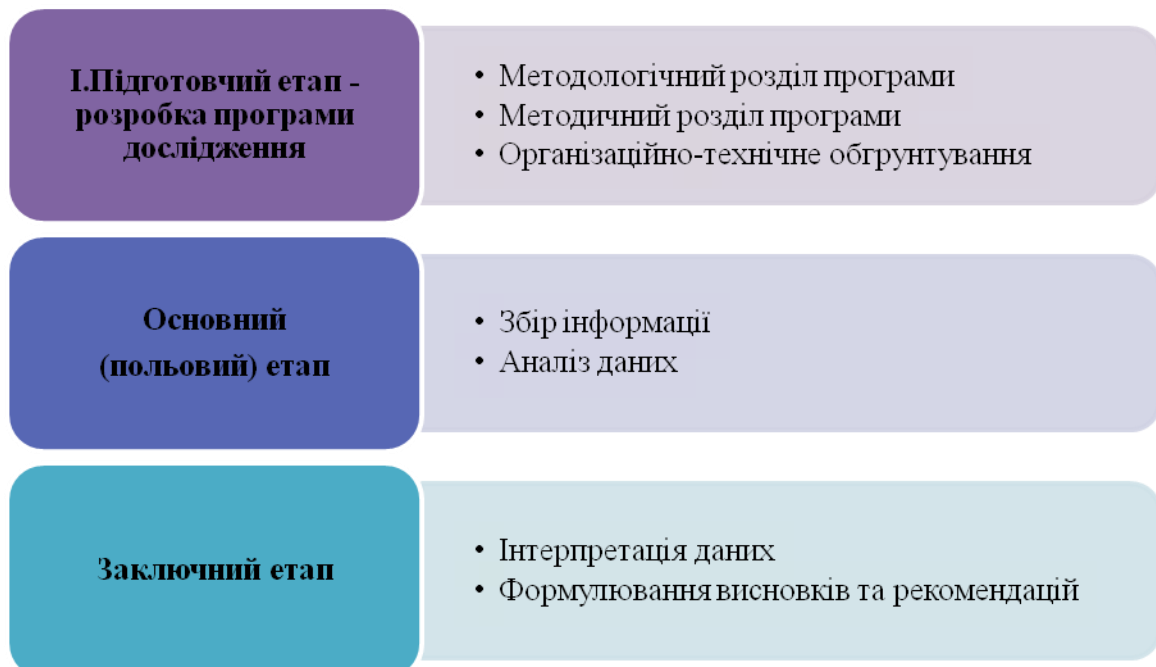 І.Підготовчий етап -
розробка програми
дослідження
• Методологічний розділ програми
• Методичний розділ програми
• Організаційно-технічне обгрунтування
Основний
(польовий) етап
• Збір інформації
• Аналіз даних
Заключний етап
• Інтерпретація даних
• Формулювання висновків та рекомендацій